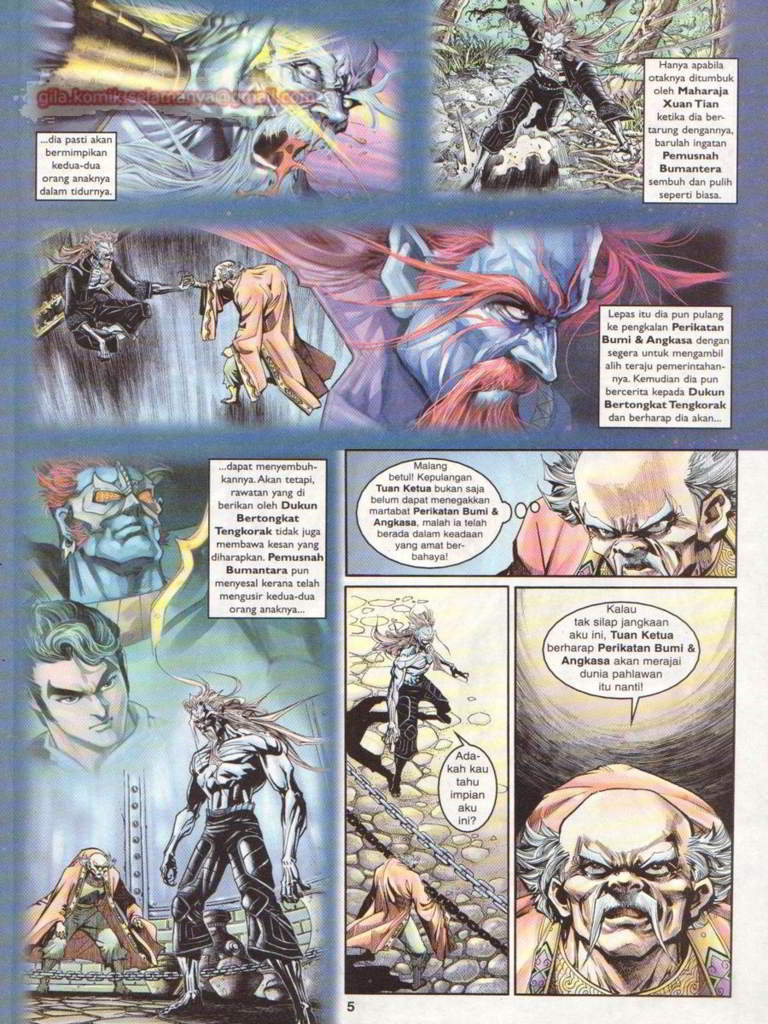 gila.komik.selamanya@gmail.com
...dia pasti akan
bermimpikan
kedua-dua
orang anaknya
dalam tidurnya.
Hanya apabila
otaknya ditumbuk
oleh Maharaja
Xuan Tian
ketika dia ber-
tarung dengannya,
barulah ingatan
Pemusnah
Bumantera
sembuh dan pulih
seperti biasa.
Lepas itu dia pun pulang
ke pengkalan Perikatan
Bumi & Angkasa dengan
segera untuk mengambil
alih teraju pemerintahan-
nya. Kemudian dia pun
bercerita kepada Dukun
Bertongkat Tengkorak
dan berharap dia akan...
...dapat menyembuh-
kannya. Akan tetapi,
rawatan yang di
berikan oleh Dukun
Bertongkat
Tengkorak tidak juga
membawa kesan yang
diharapkan. Pemusnah
Bumantara pun
menyesal kerana telah
mengusir kedua-dua
orang anaknya...
Malang
betul! Kepulangan
Tuan Ketua bukan saja
belum dapat menegakkan
martabat Perikatan Bumi &
Angkasa, malah ia telah
berada dalam keadaan
yang amat ber-
bahaya!
Ada-
kah kau
tahu
impian
aku
ini?
Kalau
tak silap jangkaan
aku ini, Tuan Ketua
berharap Perikatan Bumi &
Angkasa akan merajai
dunia pahlawan
itu nanti!
5